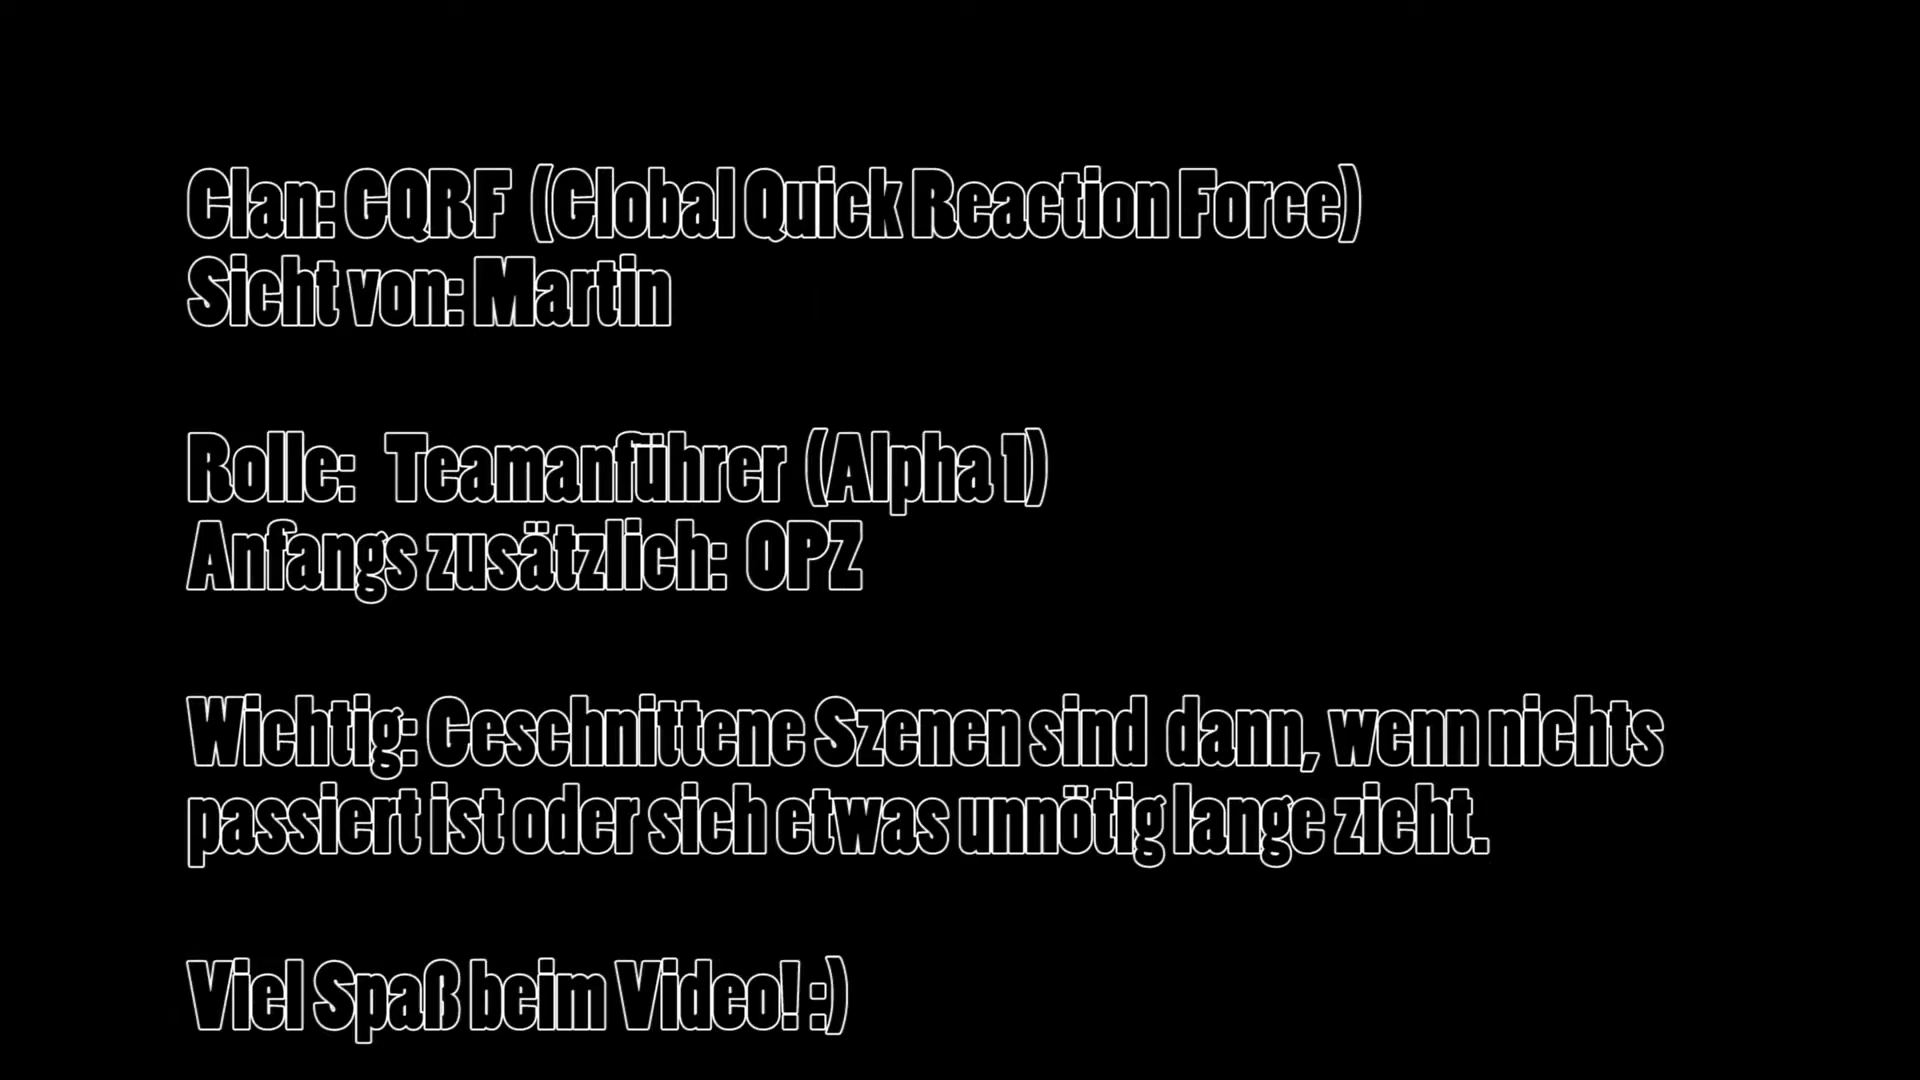 Clan: GQRF (Global Quick Reaction Force)
Sicht von: Martin
Rolle: Teamanführer (Alpha 1)
Anfangs zusätzlich: OPZ
Wichtig: Geschnittene Szenen sind dann, wenn nichts
passiert ist oder sich etwas unnötig lange zieht.
Viel Spaß beim Video! :)